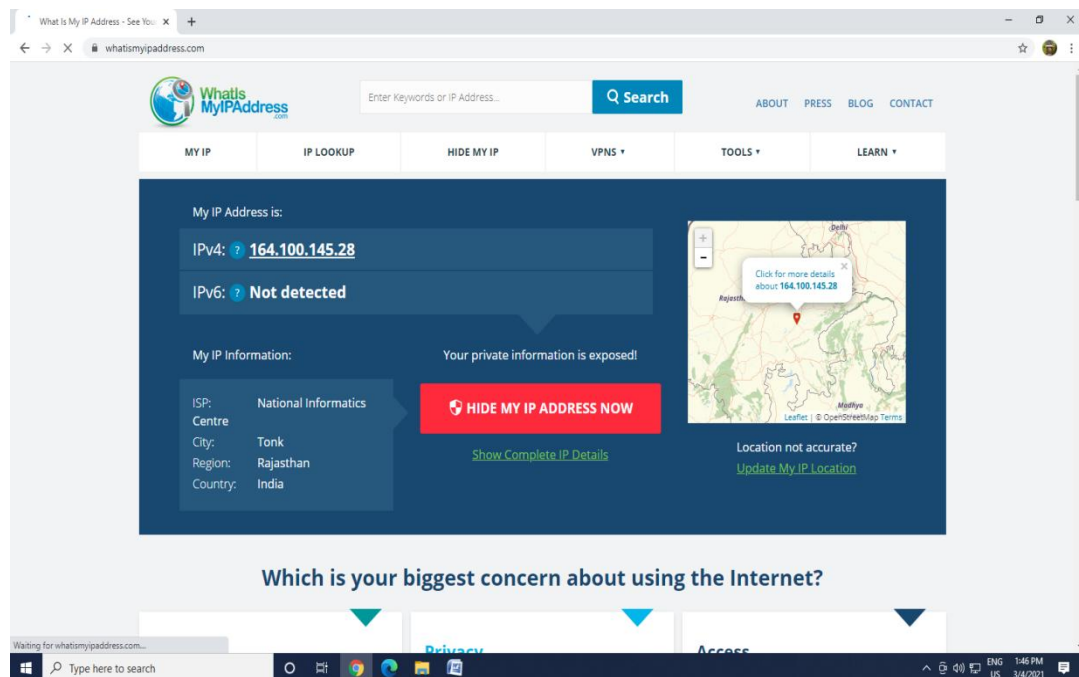 What Is My IP Address - See You
whatismyipaddress.com
WhatIs
MyIPAddress
.com
Enter Keywords or IP Address...
Search
ABOUT PRESS BLOG CONTACT
MY IP IP LOOKUP HIDE MY IP VPNS TOOLS LEARN
My IP Address is:
IPv4: ? 164.100.145.28
IPv6: ? Not detected
My IP Information:
ISP: National Informatics
Centre
City: Tonk
Region: Rajasthan
Country: India
Your private information is exposed!
HIDE MY IP ADDRESS NOW
Show Complete IP Details
+
-
Delhi
Click for more details
about 164.100.145.28
×
Rajasth
Madhya
Leaflet | © OpenStreetMap Terms
Location not accurate?
Update My IP Location
Which is your biggest concern about using the Internet?
Privacy
Access
Waiting for whatismyipaddress.com...
Type here to search
ENG
US
1:46 PM
3/4/2021